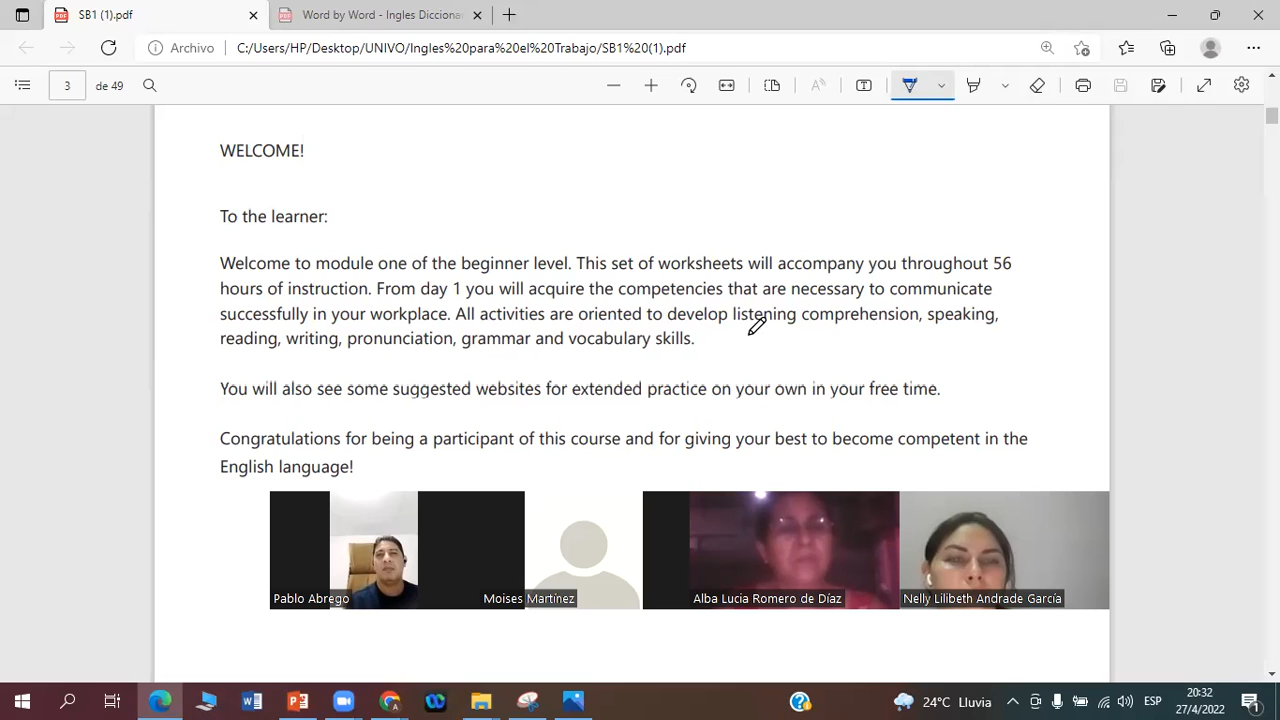 SB1 (1).pdf
Word by Word - Ingles Dicciona
Archivo
C:/Users/HP/Desktop/UNIVO/Ingles%20para%20el%20Trabajo/SB1%20(1).pdf
3 de 49
WELCOME!
To the learner:
Welcome to module one of the beginner level. This set of worksheets will accompany you throughout 56
hours of instruction. From day 1 you will acquire the competencies that are necessary to communicate
successfully in your workplace. All activities are oriented to develop listening comprehension, speaking,
reading, writing, pronunciation, grammar and vocabulary skills.
You will also see some suggested websites for extended practice on your own in your free time.
Congratulations for being a participant of this course and for giving your best to become competent in the
English language!
Pablo Abrego
Moises Martínez
Alba Lucia Romero de Díaz
Nelly Lilibeth Andrade García
24°C Lluvia
ESP
20:32
27/4/2022